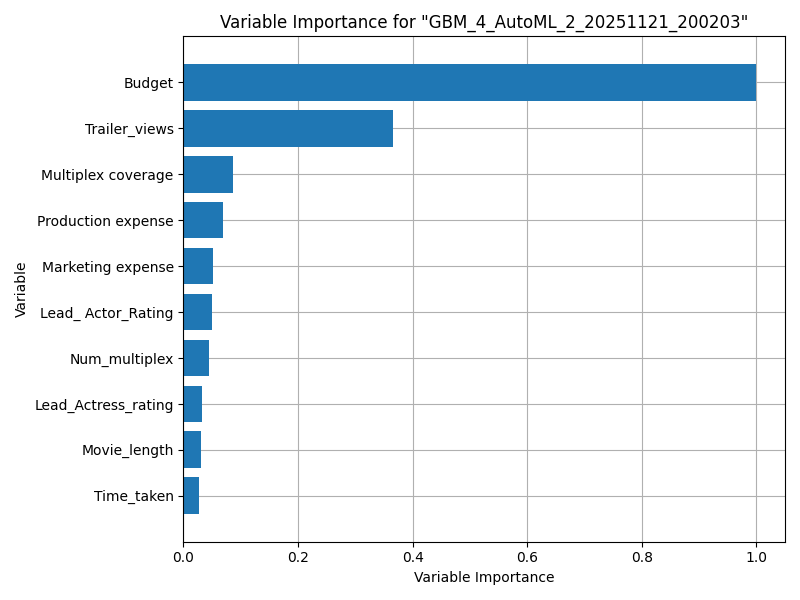 Variable Importance for "GBM_4_AutoML_2_20251121_200203"
Budget
Trailer_views
Multiplex coverage
Production expense
Marketing expense
Lead_ Actor_Rating
Num_multiplex
Lead_Actress_rating
Movie_length
Time_taken
Variable
0.0 0.2 0.4 0.6 0.8 1.0
Variable Importance